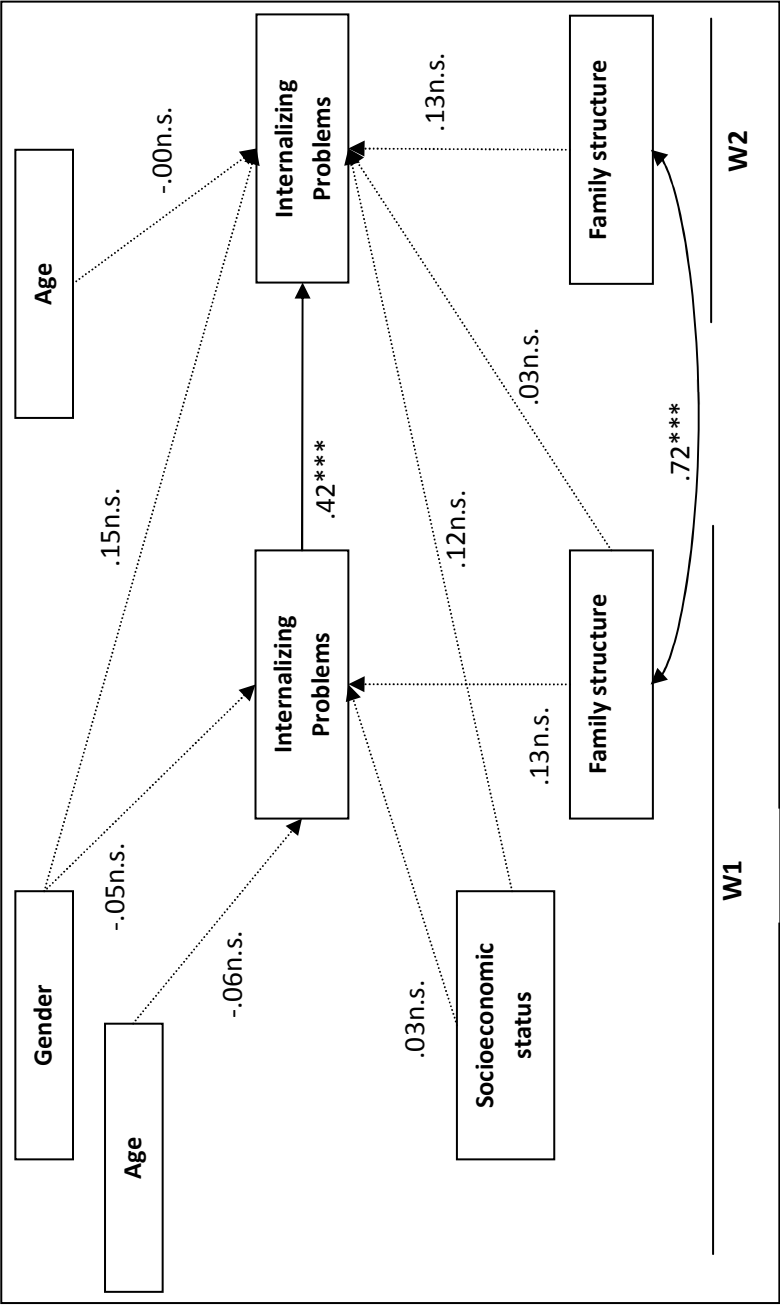 Gender
Age
Age
-.00n.s.
.15n.s.
-.05n.s.
-.06n.s.
Internalizing
Problems
.42***
Internalizing
Problems
.03n.s.
.12n.s.
.13n.s.
Socioeconomic
status
.13n.s.
.03n.s.
Family structure
Family structure
.72***
W1
W2